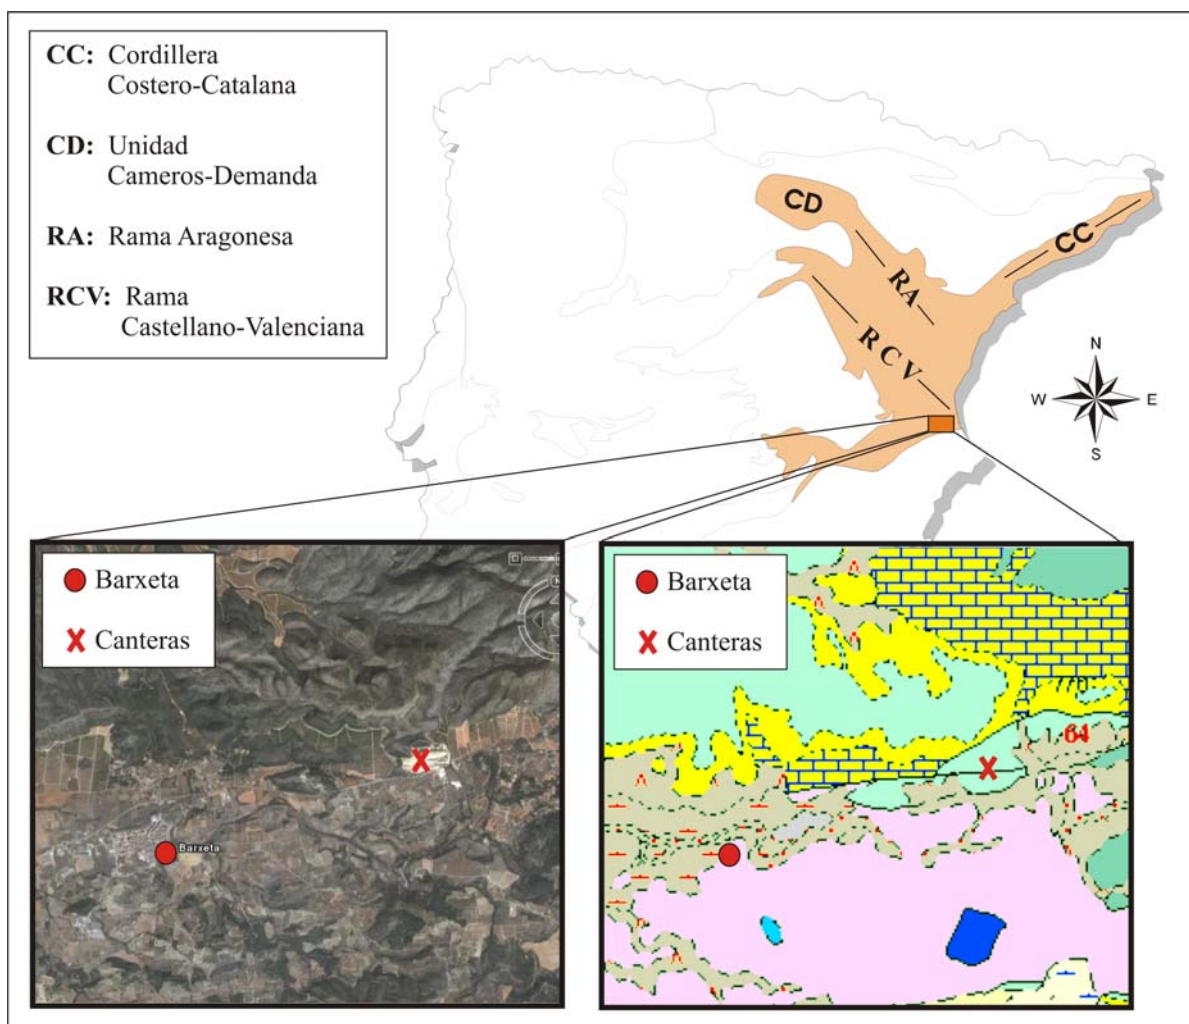 CC: Cordillera
Costero-Catalana
CD: Unidad
Cameros-Demanda
RA: Rama Aragonesa
RCV: Rama
Castellano-Valenciana
CD
CC
RA
RCV
N
W
E
S
Barxeta
Canteras
Barxeta
Barxeta
Canteras
64